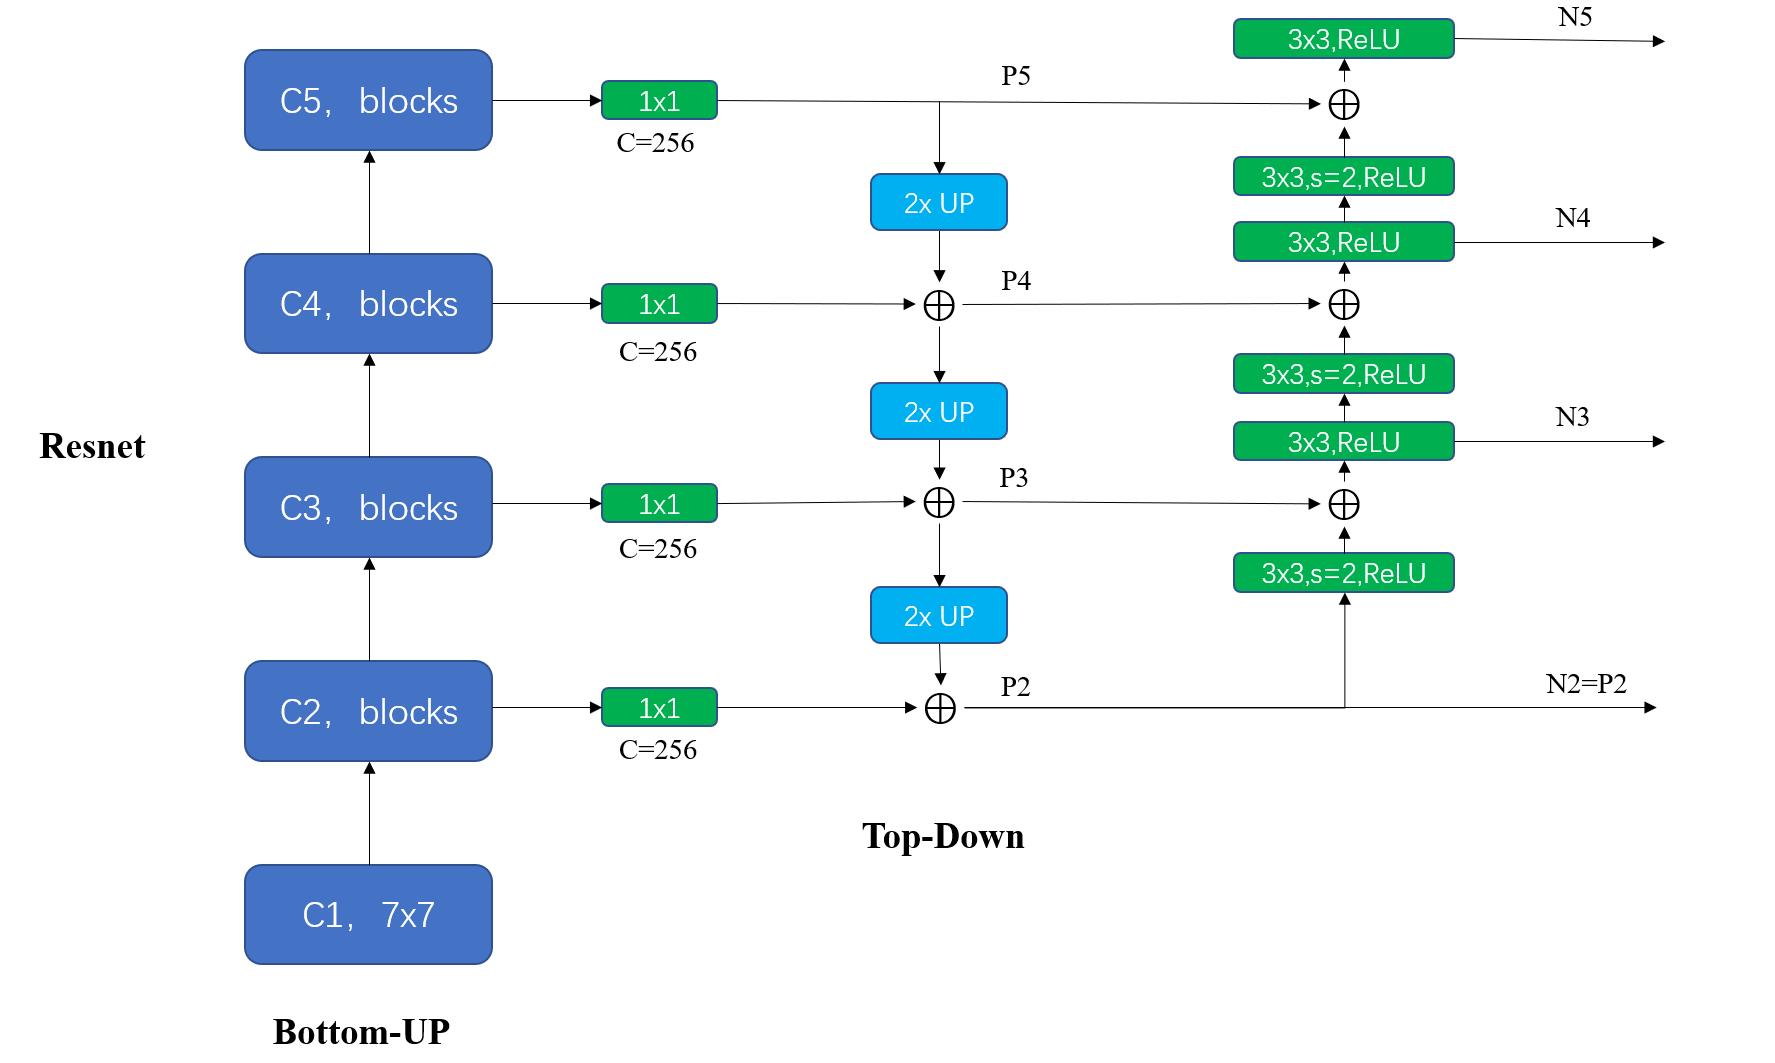 N5
3x3,ReLU
P5
C5, blocks
1x1
C=256
3x3,s=2,ReLU
2x UP
N4
3x3,ReLU
P4
C4, blocks
1x1
C=256
3x3,s=2,ReLU
2x UP
N3
3x3,ReLU
Resnet
P3
C3, blocks
1x1
C=256
3x3,s=2,ReLU
2x UP
P2
N2=P2
C2, blocks
1x1
C=256
Top-Down
C1, 7x7
Bottom-UP